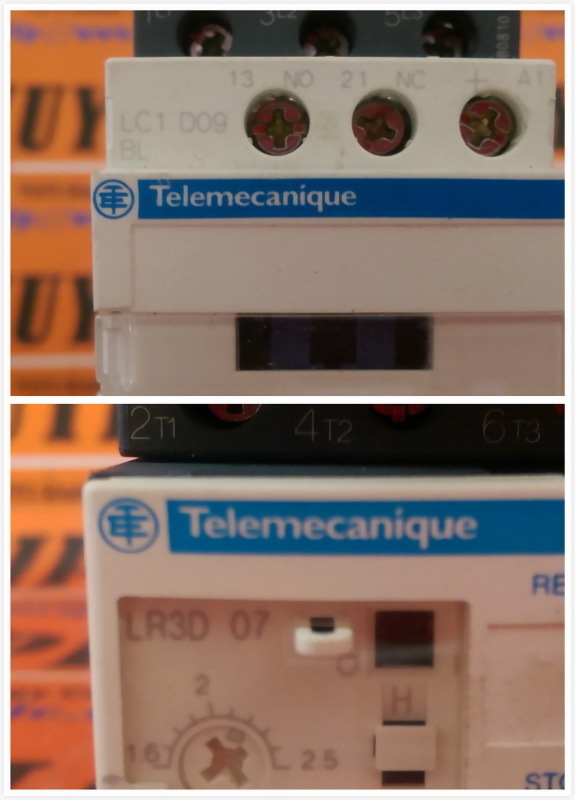 1L1 3L2 5L3
80810
13 NO 21 NC + A1
LC1 D09
BL
Telemecanique
2T1 4T2 6T3
Telemecanique
RE
LR3D 07
O
2
H
1.6 2.5
STO